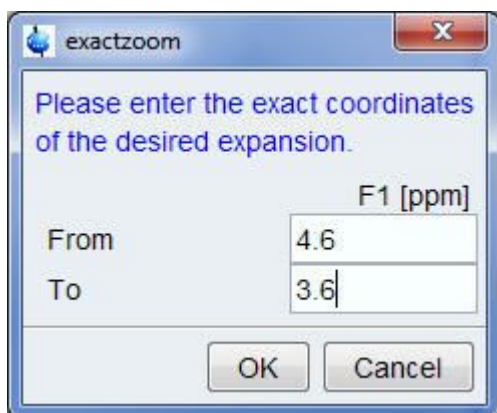 exactzoom
Please enter the exact coordinates
of the desired expansion.
F1 [ppm]
From 4.6
To 3.6
OK Cancel